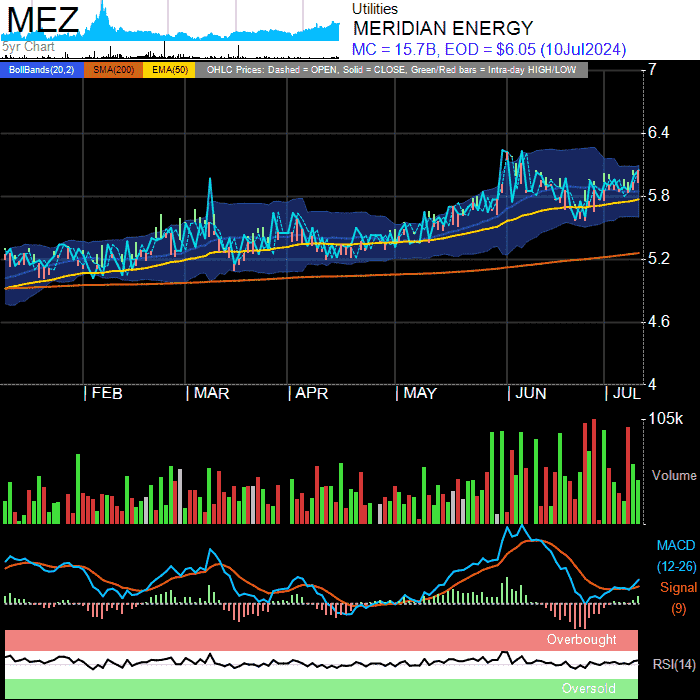 MEZ
5yr Chart
Utilities
MERIDIAN ENERGY
MC = 15.7B, EOD = $6.05 (10Jul2024)
BollBands(20,2) SMA(200) EMA(50) OHLC Prices: Dashed = OPEN, Solid = CLOSE, Green/Red bars = Intra-day HIGH/LOW
7
6.4
5.8
5.2
4.6
4
FEB MAR APR MAY JUN JUL
105k
Volume
MACD
(12-26)
Signal
(9)
Overbought
RSI(14)
Oversold